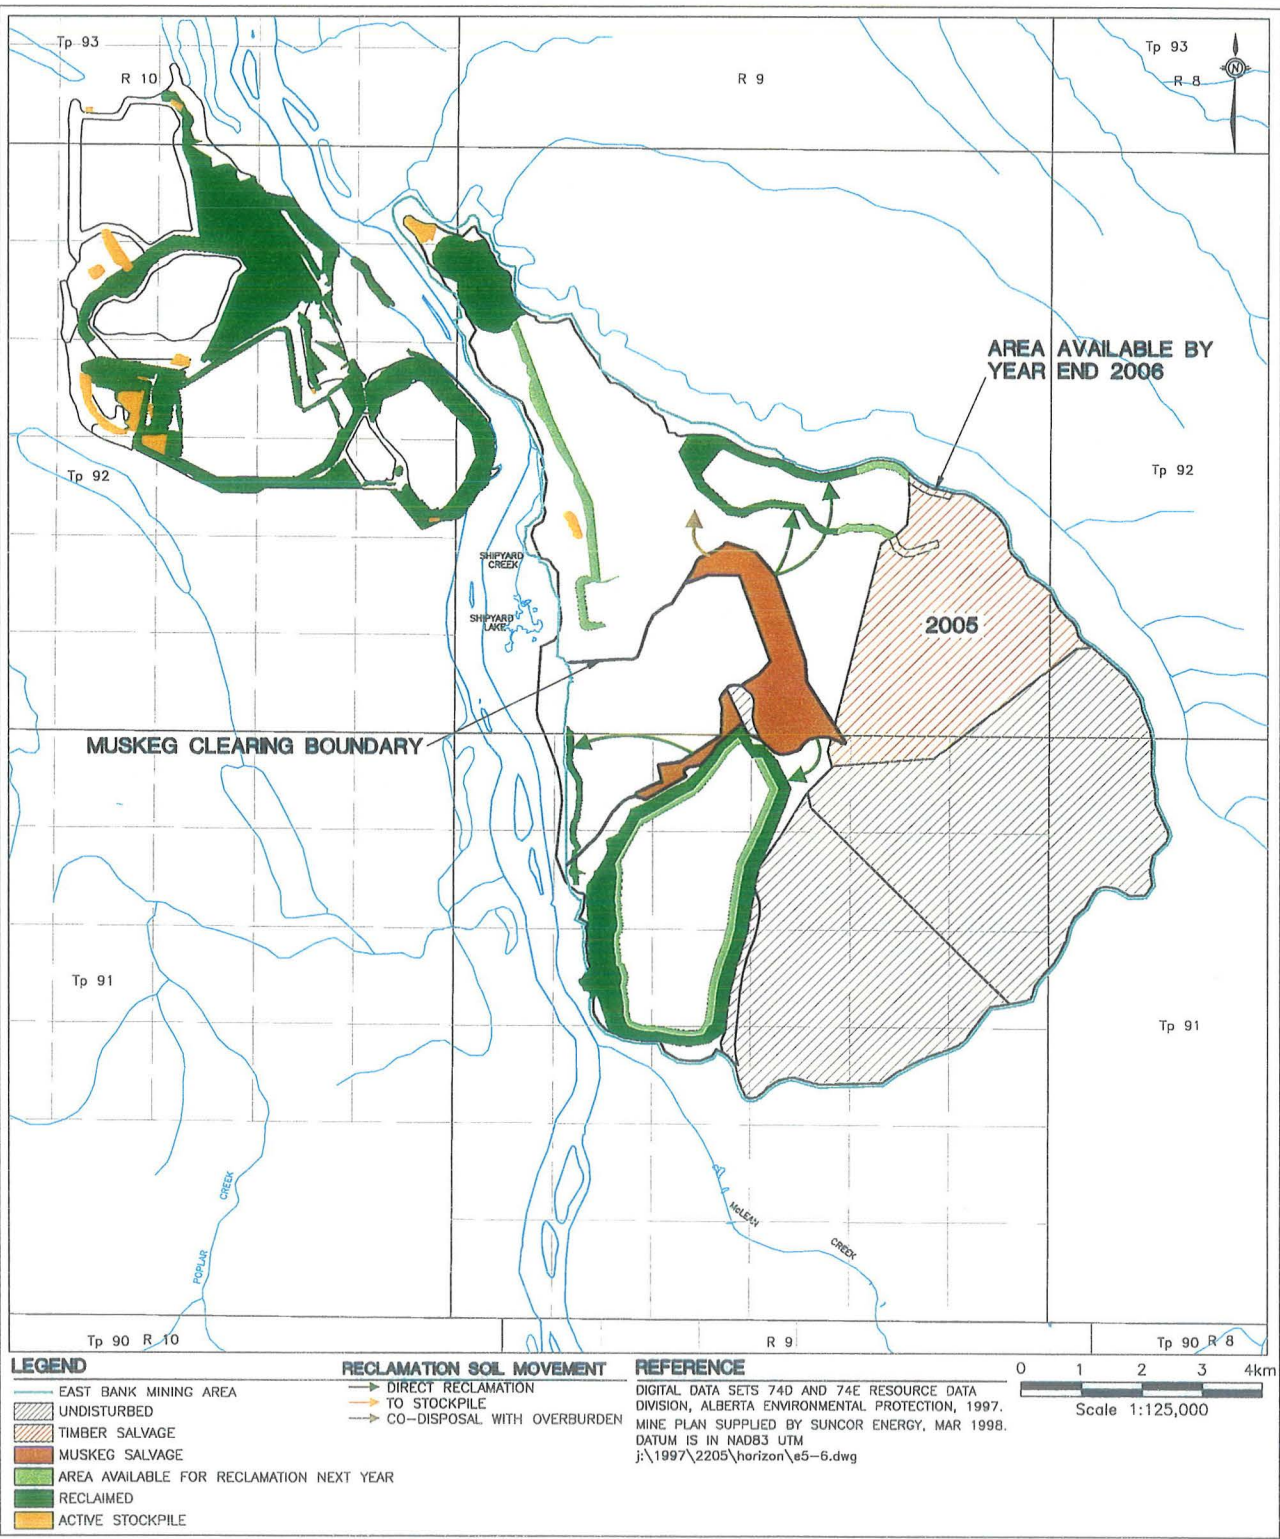 Tp 93
R 10
R 9
Tp 93
R 8
N
AREA AVAILABLE BY
YEAR END 2006
Tp 92
Tp 92
SHIPYARD
CREEK
SHIPYARD
LAKE
2005
MUSKEG CLEARING BOUNDARY
Tp 91
Tp 91
POPLAR
CREEK
McLEAN
CREEK
Tp 90 R 10
R 9
Tp 90 R 8
LEGEND
EAST BANK MINING AREA
UNDISTURBED
TIMBER SALVAGE
MUSKEG SALVAGE
AREA AVAILABLE FOR RECLAMATION NEXT YEAR
RECLAIMED
ACTIVE STOCKPILE
RECLAMATION SOIL MOVEMENT
DIRECT RECLAMATION
TO STOCKPILE
CO-DISPOSAL WITH OVERBURDEN
REFERENCE
DIGITAL DATA SETS 74D AND 74E RESOURCE DATA
DIVISION, ALBERTA ENVIRONMENTAL PROTECTION, 1997.
MINE PLAN SUPPLIED BY SUNCOR ENERGY, MAR 1998.
DATUM IS IN NAD83 UTM
j:\1997\2205\horizon\e5-6.dwg
0 1 2 3 4km
Scale 1:125,000